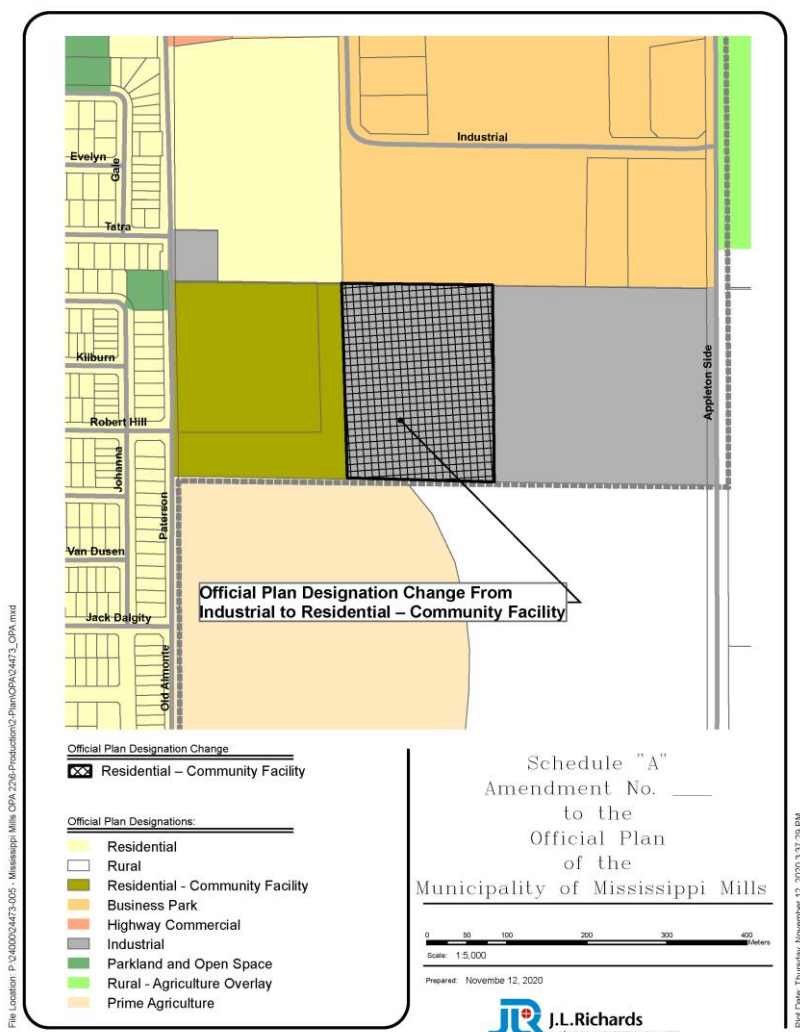 Industrial
Evelyn
Gale
Tatra
Kilburn
Appleton Side
Robert Hill
Johanna
Paterson
Van Dusen
Official Plan Designation Change From
Industrial to Residential – Community Facility
Jack Dalgity
Old Almonte
Official Plan Designation Change
Residential – Community Facility
Official Plan Designations:
Residential
Rural
Residential - Community Facility
Business Park
Highway Commercial
Industrial
Parkland and Open Space
Rural - Agriculture Overlay
Prime Agriculture
Schedule "A"
Amendment No. ____
to the
Official Plan
of the
Municipality of Mississippi Mills
0 50 100 200 300 400
Meters
Scale: 1:5,000
Prepared: Novembe 12, 2020
JLR J.L.Richards
File Location: P:\24000\24473-005 - Mississippi Mills OPA 22\6-Production\2-Plan\OPA\24473_OPA.mxd
Plot Date: Thursday, November 12, 2020 3:37:29 PM